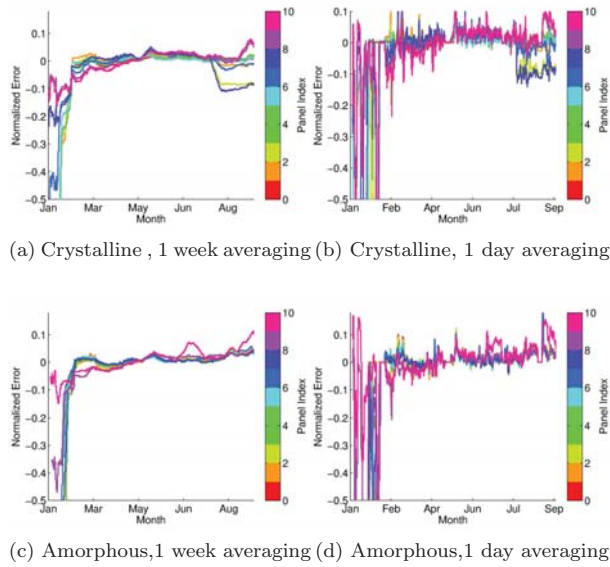 0.1
0
-0.1
-0.2
-0.3
-0.4
-0.5
Normalized Error
Jan Mar May Jun Aug
Month
10
8
6
4
2
0
Panel Index
0.1
0
-0.1
-0.2
-0.3
-0.4
-0.5
Normalized Error
Jan Feb Apr May Jul Sep
Month
10
8
6
4
2
0
Panel Index
(a) Crystalline , 1 week averaging (b) Crystalline, 1 day averaging
0.1
0
-0.1
-0.2
-0.3
-0.4
-0.5
Normalized Error
Jan Mar May Jun Aug
Month
10
8
6
4
2
0
Panel Index
0.1
0
-0.1
-0.2
-0.3
-0.4
-0.5
Normalized Error
Jan Feb Apr May Jul Sep
Month
10
8
6
4
2
0
Panel Index
(c) Amorphous,1 week averaging (d) Amorphous,1 day averaging